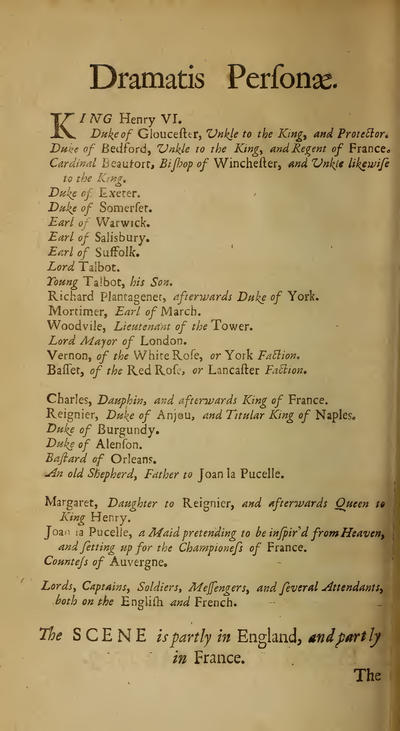 Dramatis Perſonæ.
KING Henry VI.
Duke of Glouceſter, Unkle to the King, and Protector.
Duke of Bedford, Unkle to the King, and Regent of France.
Cardinal Beaufort, Biſhop of Wincheſter, and Unkle likewiſe
to the King.
Duke of Exeter.
Duke of Somerſet.
Earl of Warwick.
Earl of Salisbury.
Earl of Suffolk.
Lord Talbot.
Young Talbot, his Son.
Richard Plantagenet, afterwards Duke of York.
Mortimer, Earl of March.
Woodvile, Lieutenant of the Tower.
Lord Mayor of London.
Vernon, of the White Roſe, or York Faction.
Baſſet, of the Red Roſe, or Lancaſter Faction.
Charles, Dauphin, and afterwards King of France.
Reignier, Duke of Anjou, and Titular King of Naples.
Duke of Burgundy.
Duke of Alenſon.
Baſtard of Orleans.
An old Shepherd, Father to Joan la Pucelle.
Margaret, Daughter to Reignier, and afterwards Queen to
King Henry.
Joan la Pucelle, a Maid pretending to be inſpir'd from Heaven,
and ſetting up for the Championeſs of France.
Counteſs of Auvergne.
Lords, Captains, Soldiers, Meſſengers, and ſeveral Attendants,
both on the Engliſh and French.
The SCENE is partly in England, and partly
in France.
The